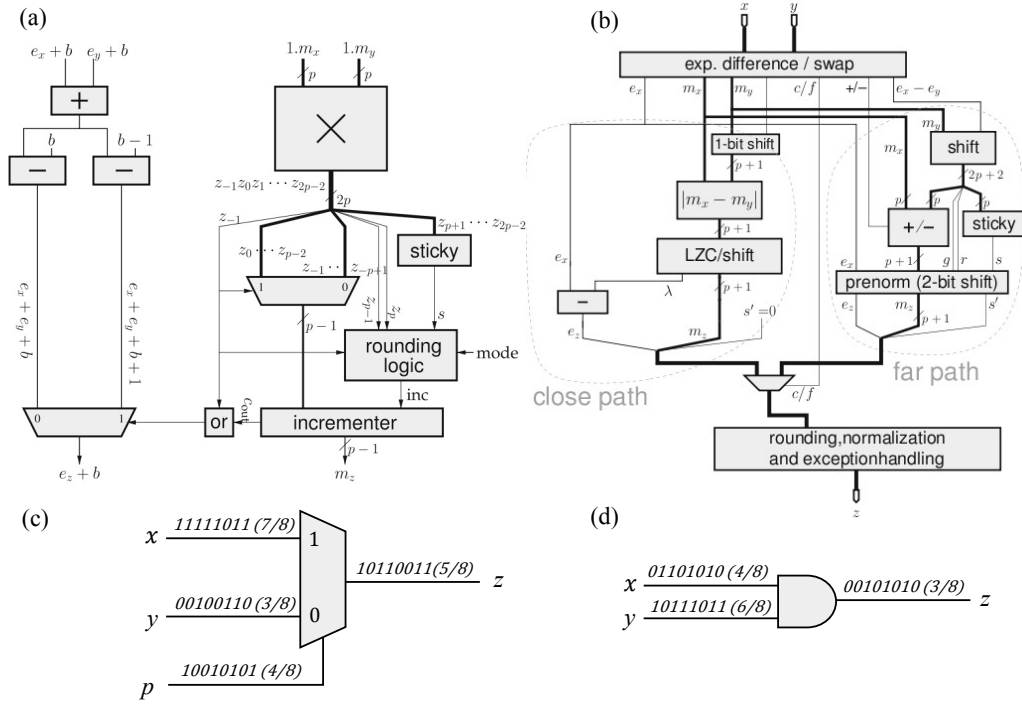 (a)
e_x + b
e_y + b
+
b
b − 1
−
−
e_x + e_y + b
e_x + e_y + b + 1
0
1
e_z + b
1.m_x
1.m_y
p
p
×
z_{−1}z_0z_1 ··· z_{2p−2}
2p
z_{−1}
z_{p+1} ··· z_{2p−2}
z_0 ··· z_{p−2}
z_{−1} ··
z_{−p+1}
sticky
1
0
z_{p−1}
z_p
s
p − 1
rounding
logic
mode
inc
or
c_out
incrementer
p − 1
m_z
(b)
x
y
exp. difference / swap
e_x
m_x
m_y
c/f
+/−
e_x − e_y
1-bit shift
p + 1
|m_x − m_y|
p + 1
LZC/shift
e_x
−
λ
p + 1
e_z
m_z
s′ =0
close path
m_y
shift
m_x
2p + 2
p
p
p
+/−
sticky
e_x
p + 1
g
r
s
prenorm (2-bit shift)
e_z
m_z
p + 1
s′
far path
c/f
rounding,normalization
and exceptionhandling
z
(c)
x
11111011 (7/8)
1
10110011(5/8)
z
y
00100110 (3/8)
0
p
10010101 (4/8)
(d)
x
01101010 (4/8)
y
10111011 (6/8)
00101010 (3/8)
z